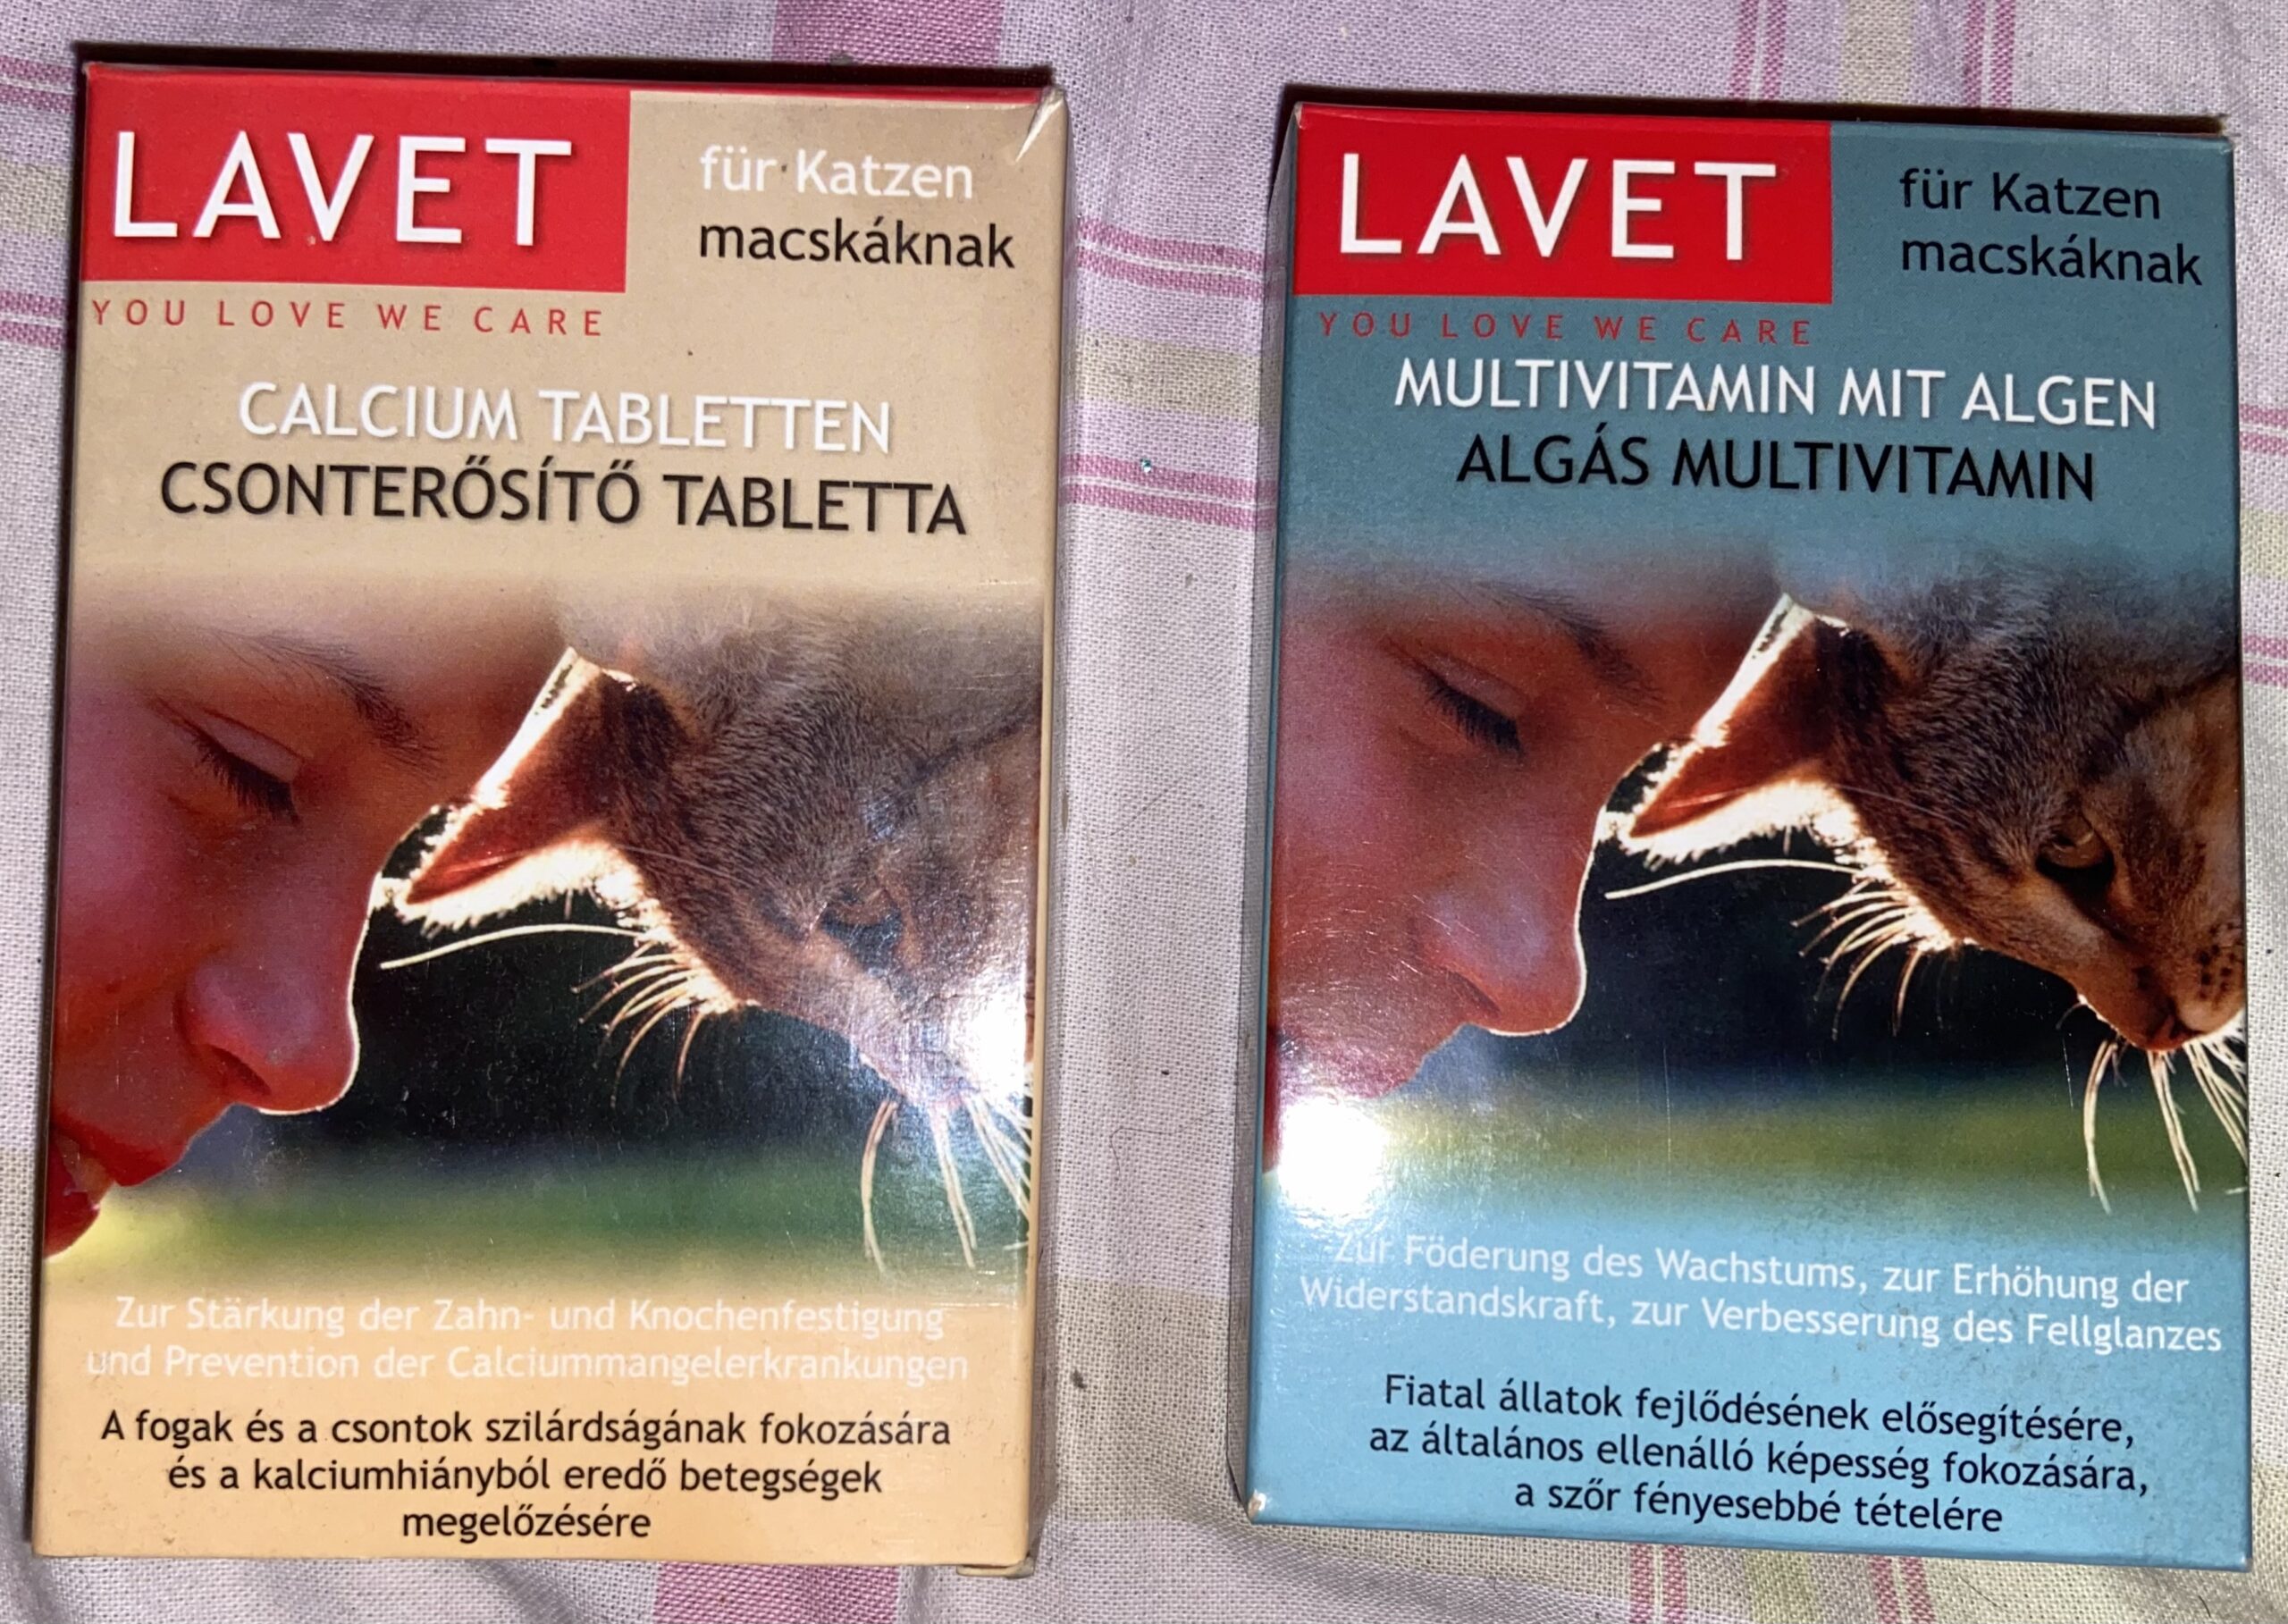 LAVET
für Katzen
macskáknak
YOU LOVE WE CARE
CALCIUM TABLETTEN
CSONTERŐSÍTŐ TABLETTA
Zur Stärkung der Zahn- und Knochenfestigung
und Prevention der Calciummangelerkrankungen
A fogak és a csontok szilárdságának fokozására
és a kalciumhiányból eredő betegségek
megelőzésére
LAVET
für Katzen
macskáknak
YOU LOVE WE CARE
MULTIVITAMIN MIT ALGEN
ALGÁS MULTIVITAMIN
Zur Föderung des Wachstums, zur Erhöhung der
Widerstandskraft, zur Verbesserung des Fellglanzes
Fiatal állatok fejlődésének elősegítésére,
az általános ellenálló képesség fokozására,
a szőr fényesebbé tételére